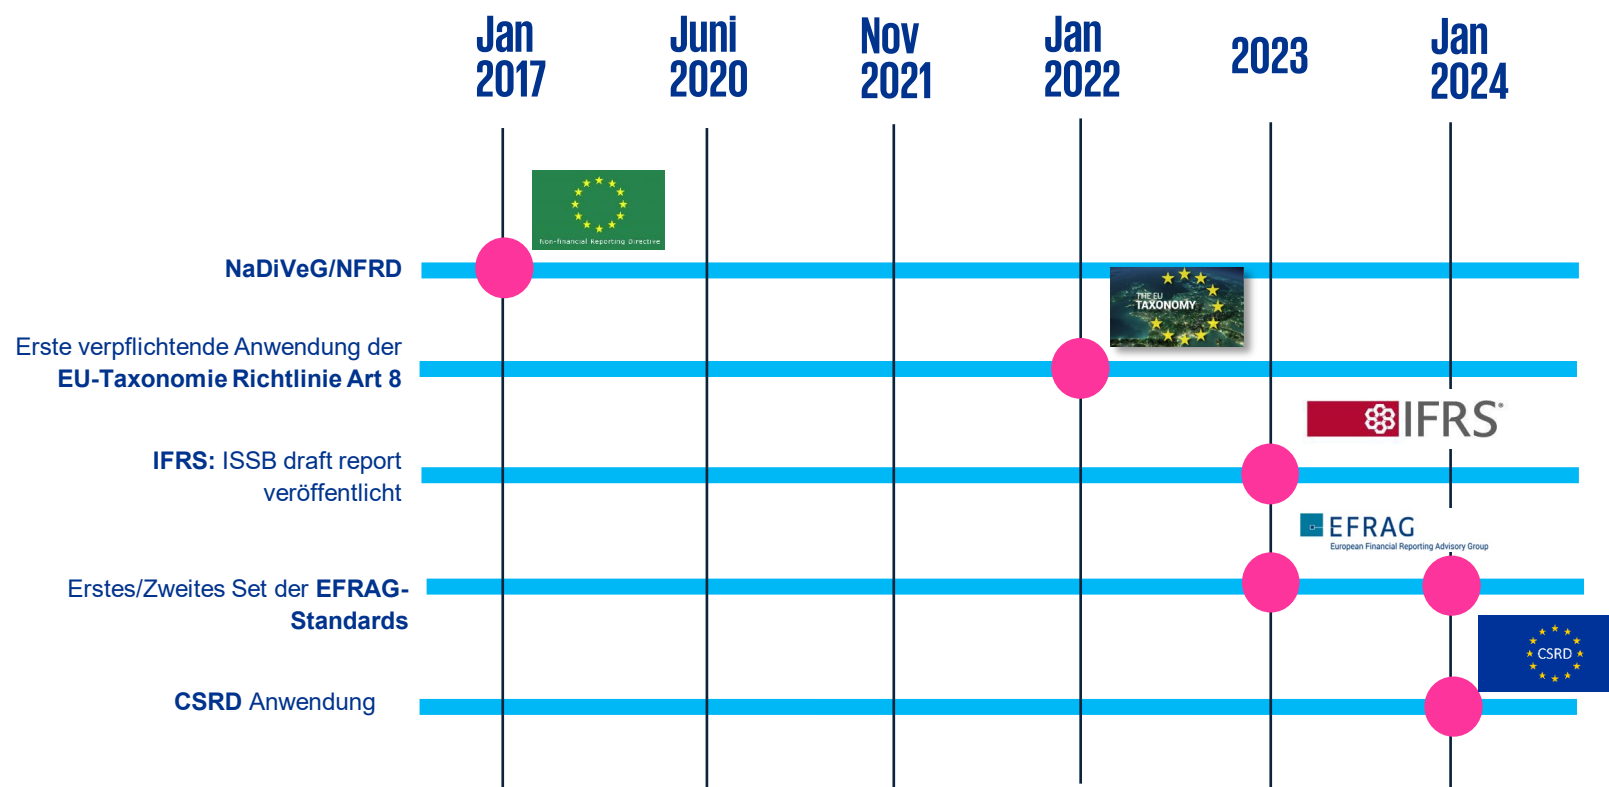 Jan
2017
Juni
2020
Nov
2021
Jan
2022
2023
Jan
2024
Non-financial Reporting Directive
NaDiVeG/NFRD
THE EU
TAXONOMY
Erste verpflichtende Anwendung der
EU-Taxonomie Richtlinie Art 8
IFRS®
IFRS: ISSB draft report
veröffentlicht
EFRAG
European Financial Reporting Advisory Group
Erstes/Zweites Set der EFRAG-
Standards
CSRD
CSRD Anwendung